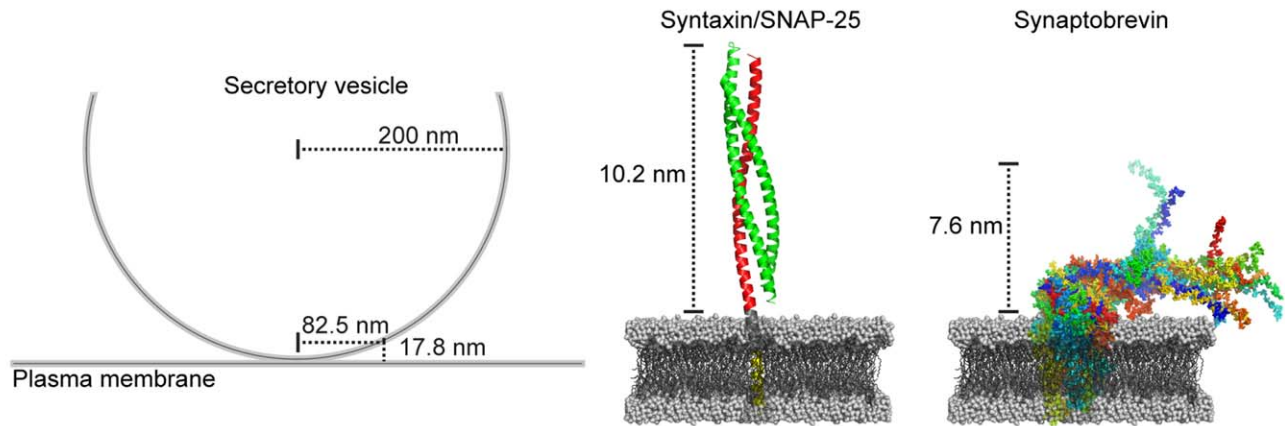 Secretory vesicle
200 nm
82.5 nm
17.8 nm
Plasma membrane
Syntaxin/SNAP-25
10.2 nm
Synaptobrevin
7.6 nm